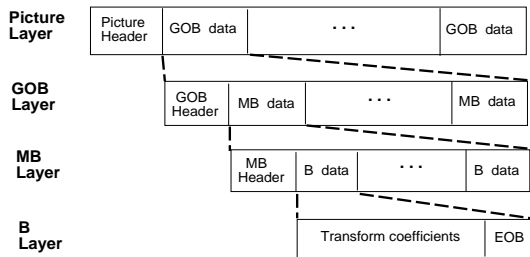 Picture
Layer
Picture
Header
GOB data
. . .
GOB data
GOB
Layer
GOB
Header
MB data
. . .
MB data
MB
Layer
MB
Header
B data
. . .
B data
B
Layer
Transform coefficients
EOB